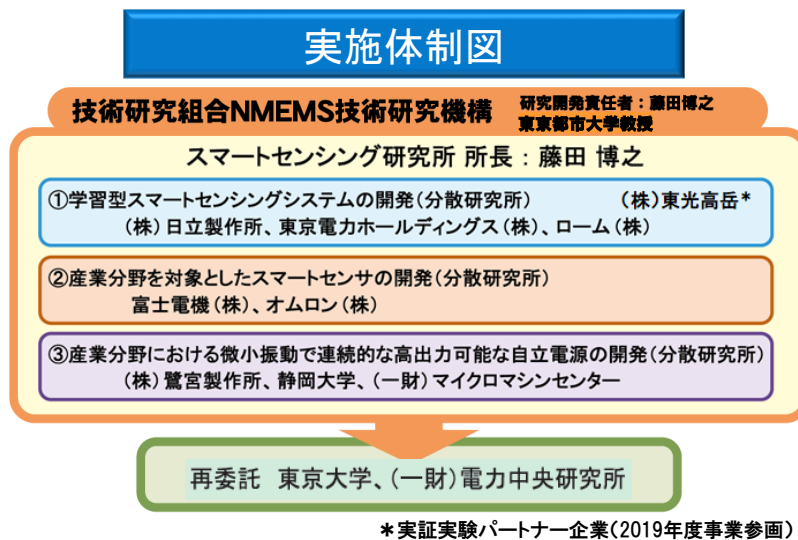 実施体制図
技術研究組合NMEMS技術研究機構
研究開発責任者：藤田博之
東京都市大学教授
スマートセンシング研究所 所長：藤田 博之
①学習型スマートセンシングシステムの開発（分散研究所） （株）東光高岳*
（株）日立製作所、東京電力ホールディングス（株）、ローム（株）
②産業分野を対象としたスマートセンサの開発（分散研究所）
富士電機（株）、オムロン（株）
③産業分野における微小振動で連続的な高出力可能な自立電源の開発（分散研究所）
（株）鷺宮製作所、静岡大学、（一財）マイクロマシンセンター
再委託 東京大学、（一財）電力中央研究所
＊実証実験パートナー企業（2019年度事業参画）